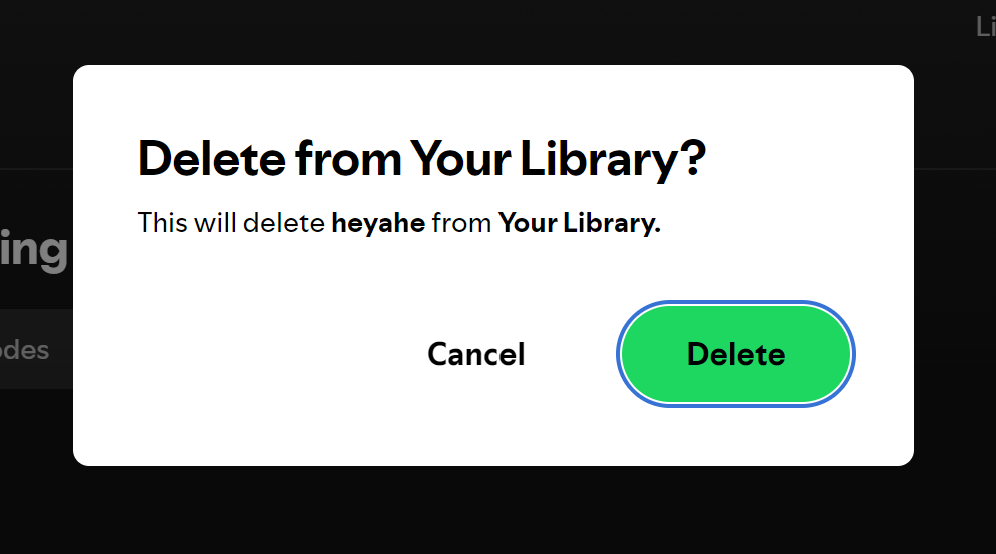 Li
Delete from Your Library?
This will delete heyahe from Your Library.
ing
odes
Cancel
Delete